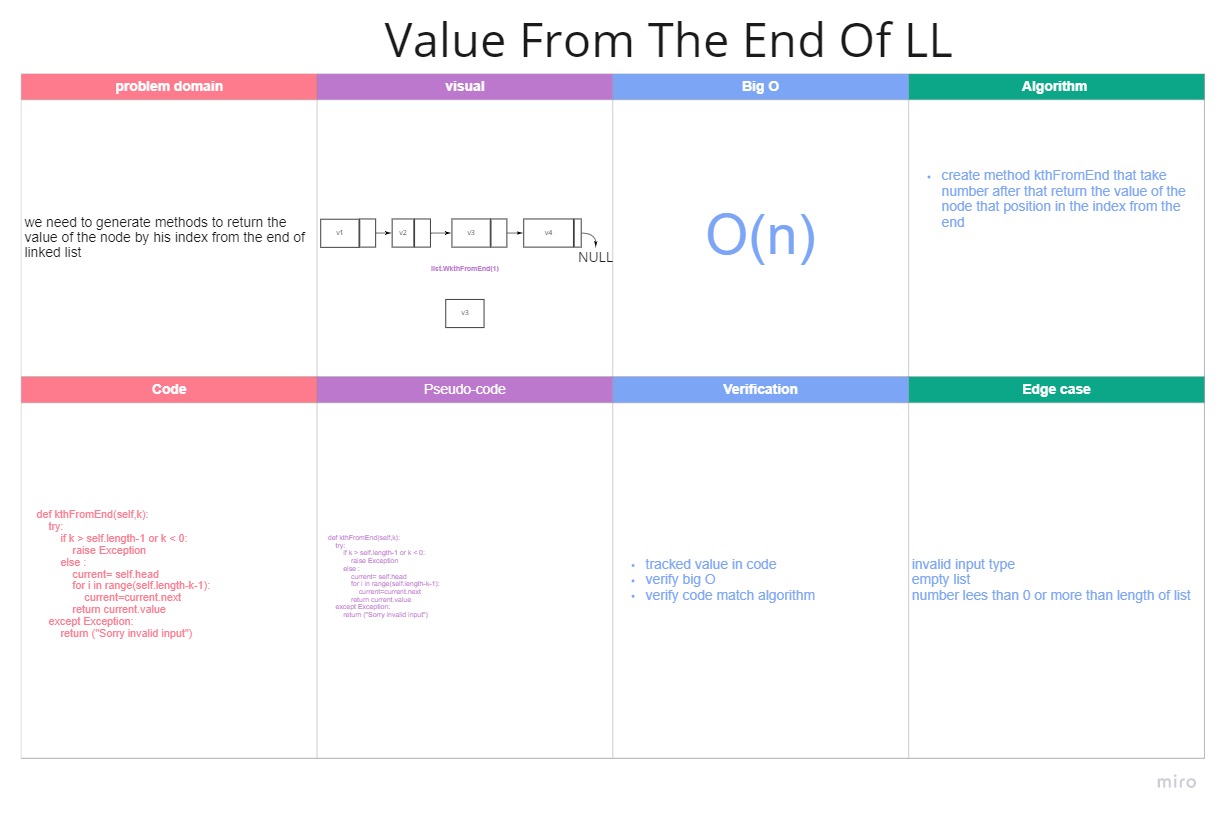 Value From The End Of LL
problem domain
visual
Big O
Algorithm
we need to generate methods to return the
value of the node by his index from the end of
linked list
v1
v2
v3
v4
NULL
list.WkthFromEnd(1)
v3
O(n)
• create method kthFromEnd that take
number after that return the value of the
node that position in the index from the
end
Code
Pseudo-code
Verification
Edge case
def kthFromEnd(self,k):
try:
if k > self.length-1 or k < 0:
raise Exception
else :
current= self.head
for i in range(self.length-k-1):
current=current.next
return current.value
except Exception:
return ("Sorry invalid input")
def kthFromEnd(self,k):
try:
if k > self.length-1 or k < 0:
raise Exception
else :
current= self.head
for i in range(self.length-k-1):
current=current.next
return current.value
except Exception:
return ("Sorry invalid input")
• tracked value in code
• verify big O
• verify code match algorithm
invalid input type
empty list
number lees than 0 or more than length of list
miro